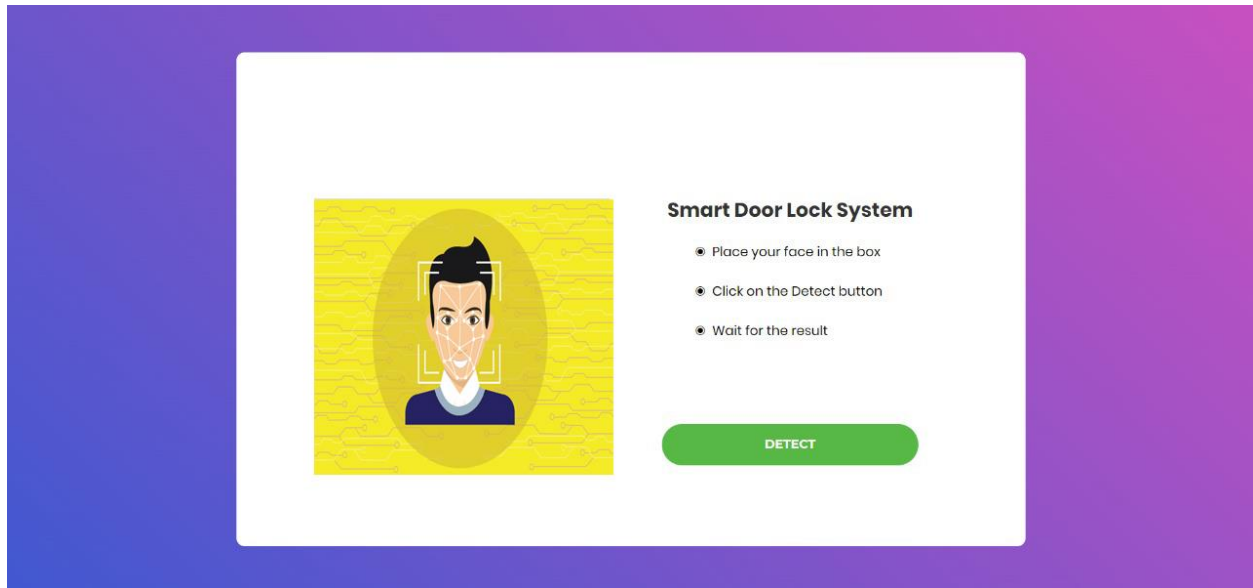 Smart Door Lock System
Place your face in the box
Click on the Detect button
Wait for the result
DETECT